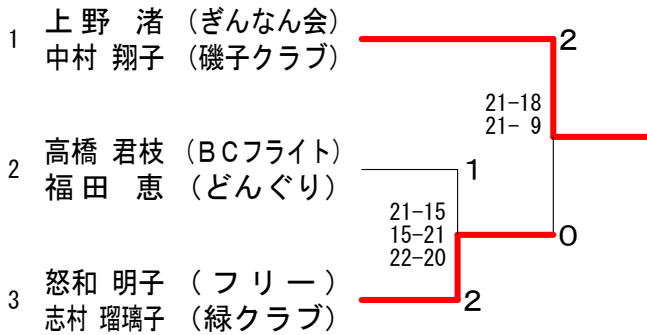 1 上野 渚 (ぎんなん会)
中村 翔子 (磯子クラブ)
2
21-18
21- 9
2 高橋 君枝 (BCフライト)
福田 恵 (どんぐり)
1
21-15
15-21
22-20
0
3 怒和 明子 (フリー)
志村 瑠璃子 (緑クラブ)
2